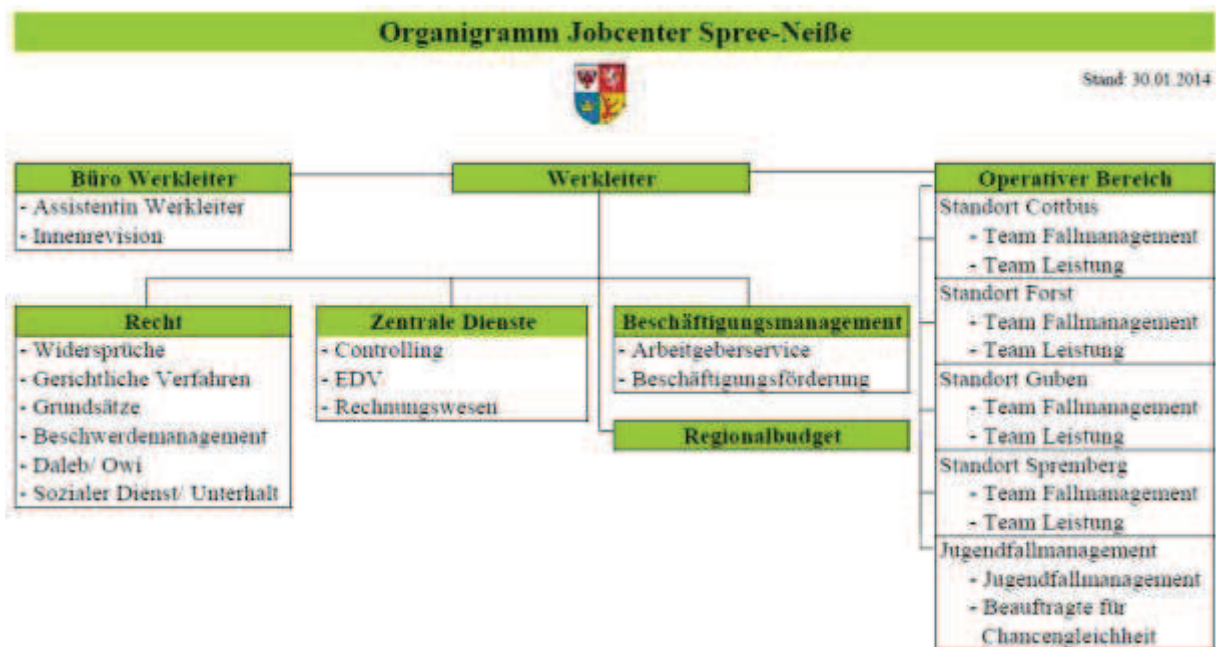 Organigramm Jobcenter Spree-Neiße
Stand: 30.01.2014
Büro Werkleiter
- Assistentin Werkleiter
- Innenrevision
Werkleiter
Recht
- Widersprüche
- Gerichtliche Verfahren
- Grundsätze
- Beschwerdemanagement
- Daleb/ Owi
- Sozialer Dienst/ Unterhalt
Zentrale Dienste
- Controlling
- EDV
- Rechnungswesen
Beschäftigungsmanagement
- Arbeitgeberservice
- Beschäftigungsförderung
Regionalbudget
Operativer Bereich
Standort Cottbus
- Team Fallmanagement
- Team Leistung
Standort Forst
- Team Fallmanagement
- Team Leistung
Standort Guben
- Team Fallmanagement
- Team Leistung
Standort Spremberg
- Team Fallmanagement
- Team Leistung
Jugendfallmanagement
- Jugendfallmanagement
- Beauftragte für
Chancengleichheit